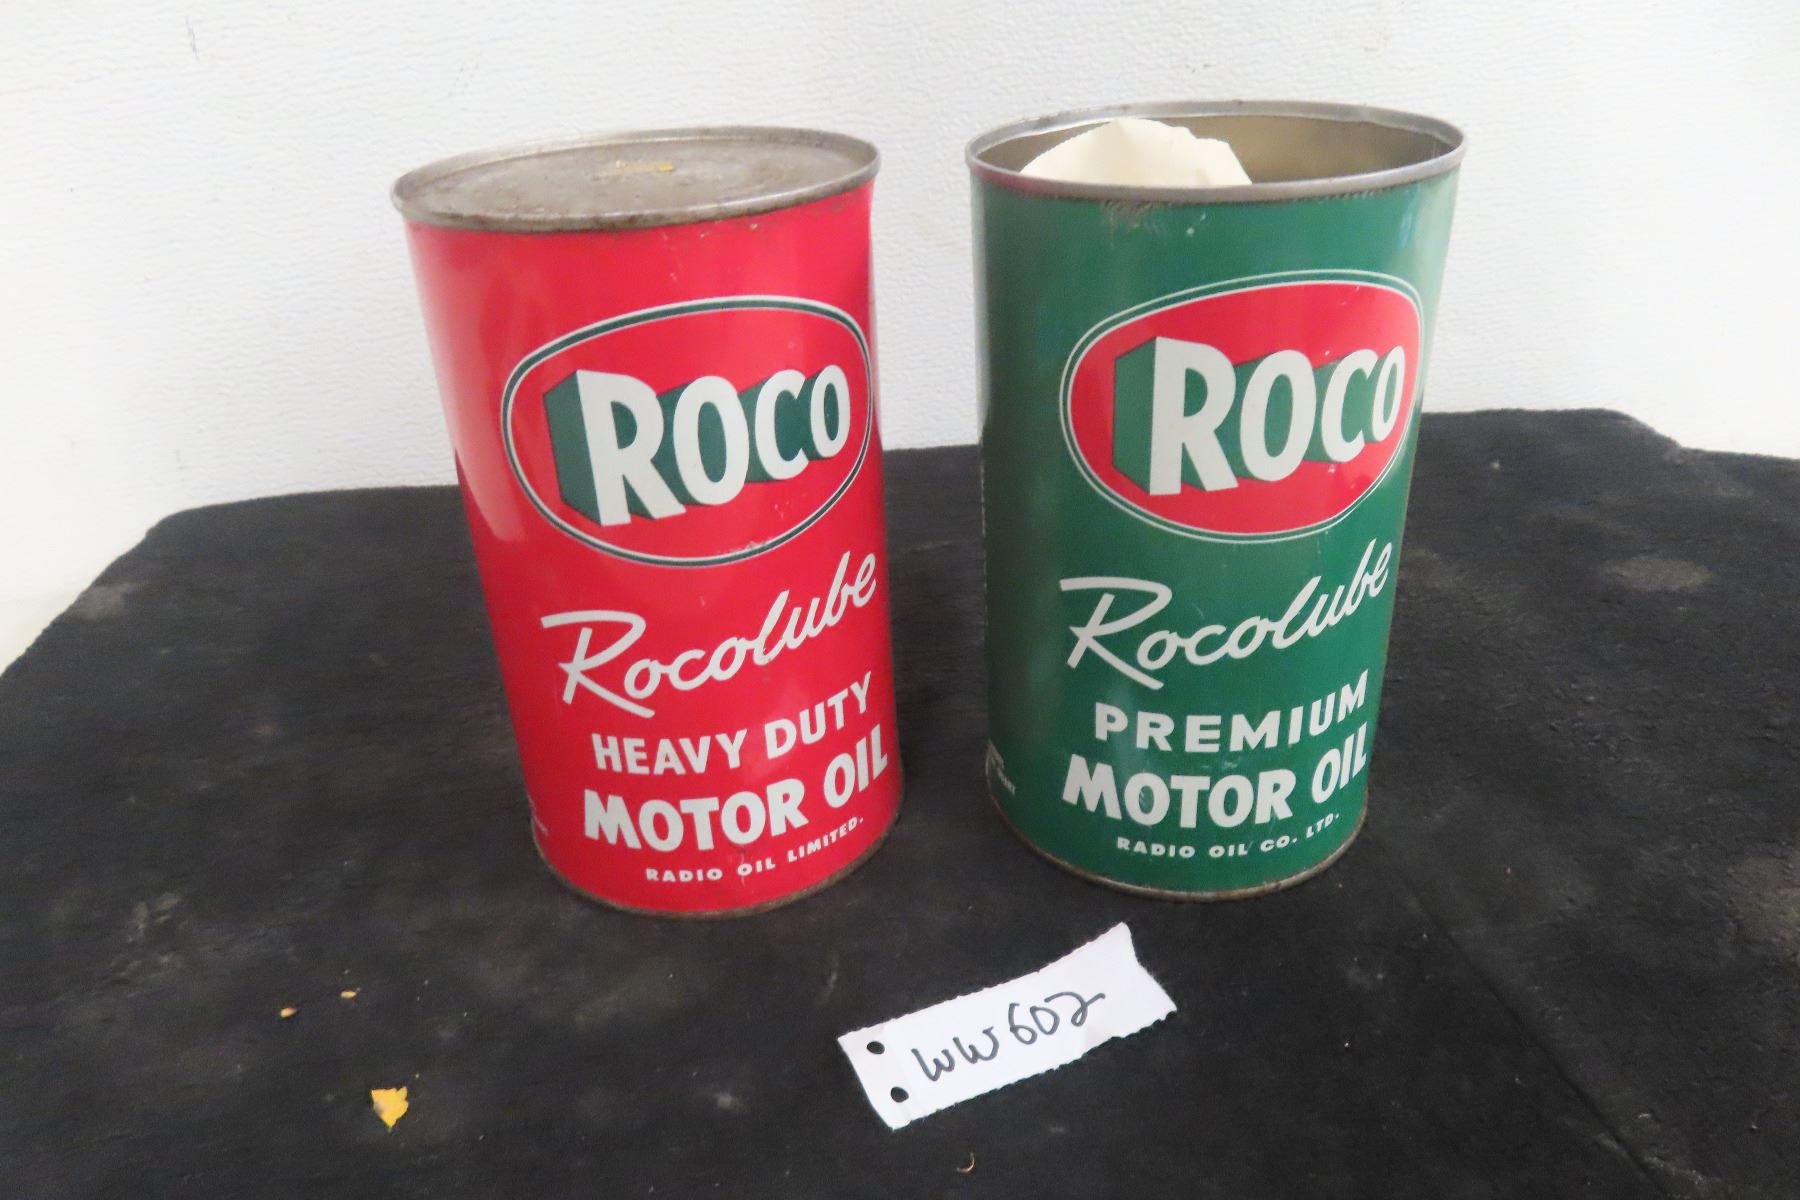 ROCO
Rocolube
HEAVY DUTY
MOTOR OIL
RADIO OIL LIMITED.
ROCO
Rocolube
PREMIUM
MOTOR OIL
RADIO OIL CO. LTD.
WW602